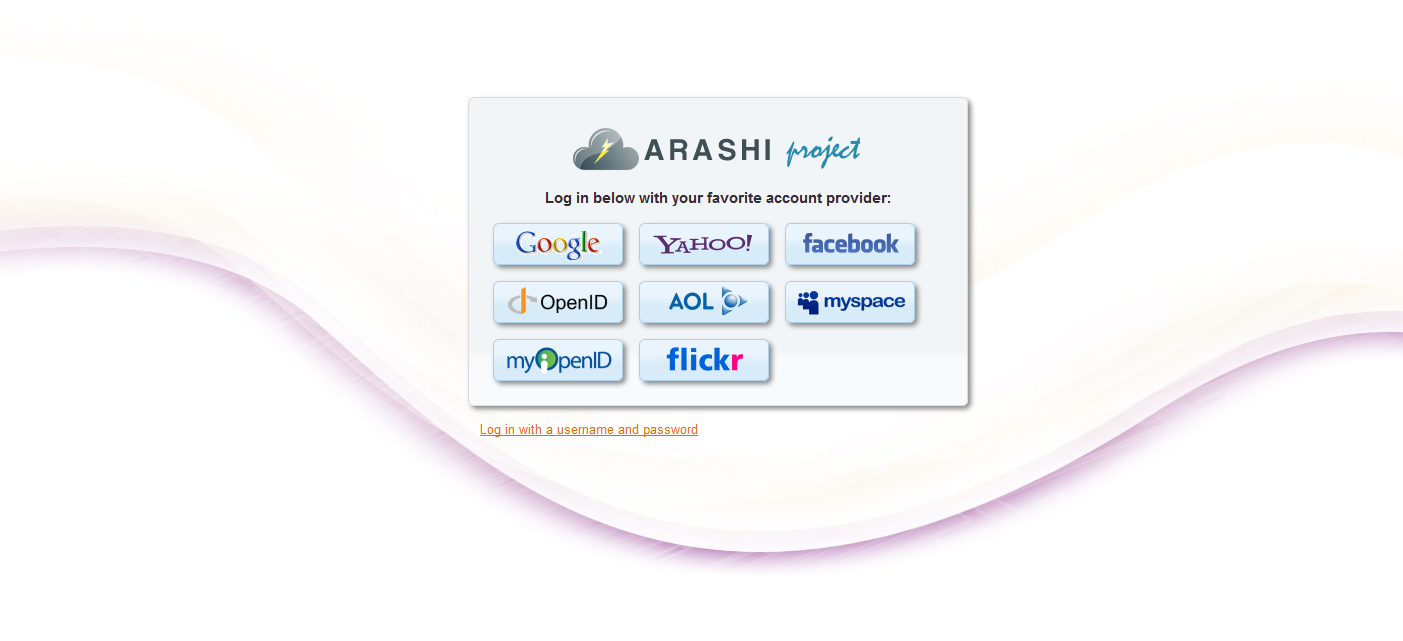 ARASHI project
Log in below with your favorite account provider:
Google YAHOO! facebook
OpenID AOL myspace
myOpenID flickr
Log in with a username and password